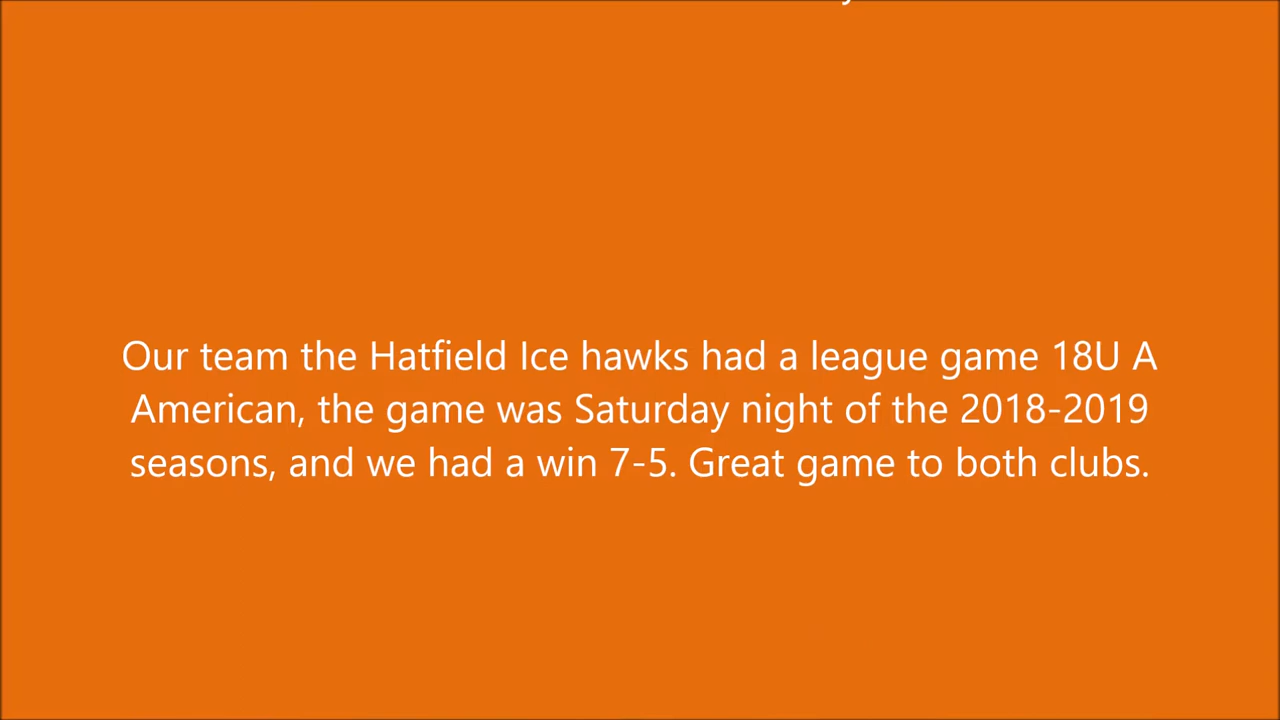 Our team the Hatfield Ice hawks had a league game 18U A
American, the game was Saturday night of the 2018-2019
seasons, and we had a win 7-5. Great game to both clubs.